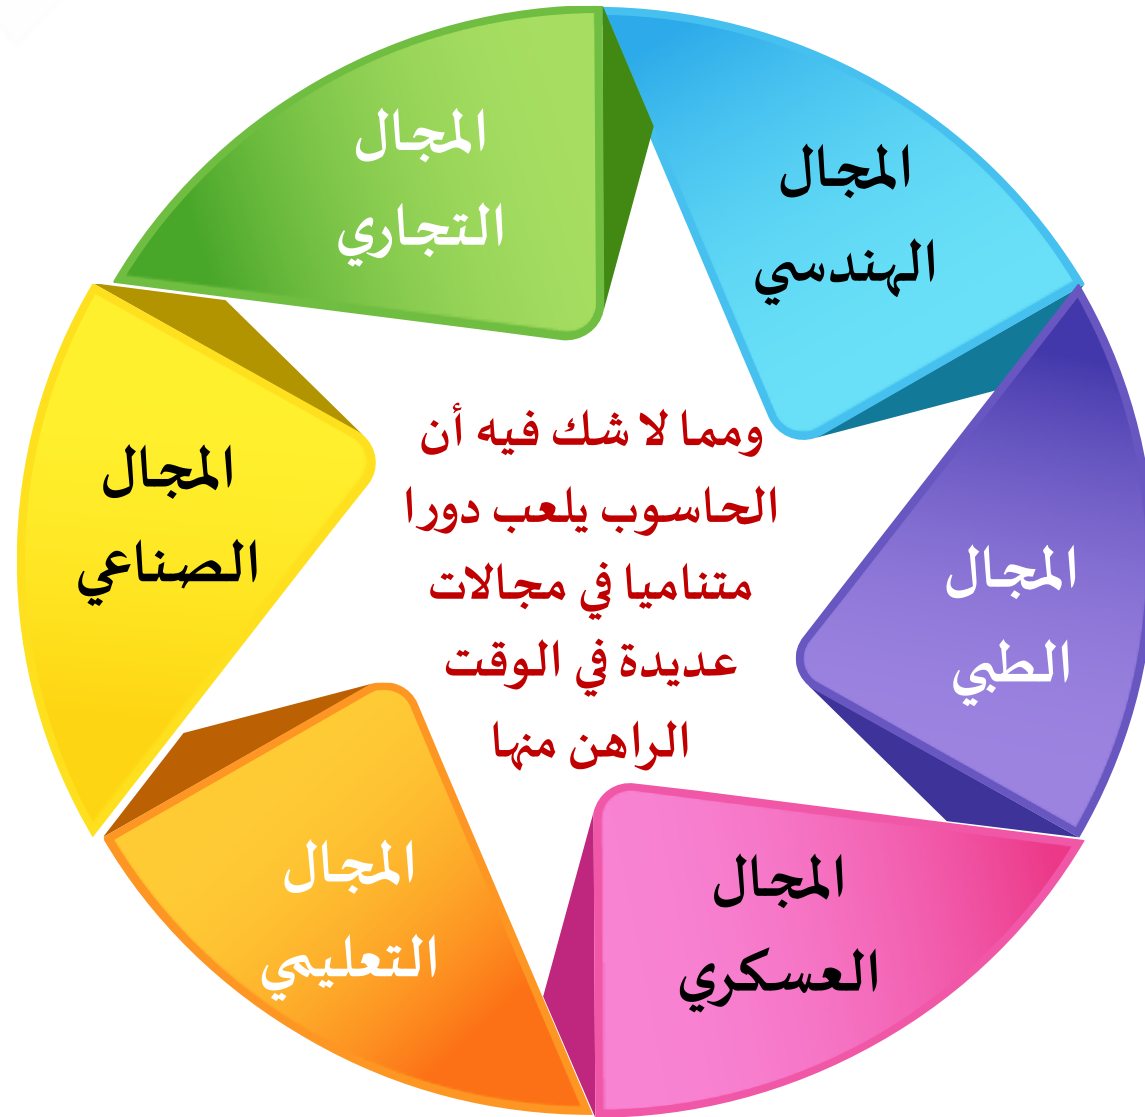 المجال
التجاري
المجال
الهندسي
المجال
الطبي
المجال
العسكري
المجال
التعليمي
المجال
الصناعي
ومما لا شك فيه أن
الحاسوب يلعب دورا
متناميا في مجالات
عديدة في الوقت
الراهن منها